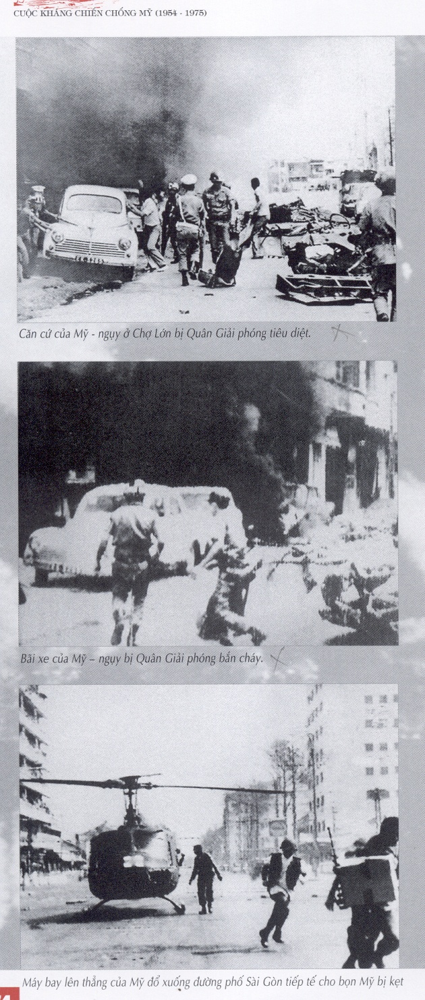 CUỘC KHÁNG CHIẾN CHỐNG MỸ (1954 - 1975)
Căn cứ của Mỹ - ngụy ở Chợ Lớn bị Quân Giải phóng tiêu diệt.
Bãi xe của Mỹ – ngụy bị Quân Giải phóng bắn cháy.
Máy bay lên thẳng của Mỹ đổ xuống đường phố Sài Gòn tiếp tế cho bọn Mỹ bị kẹt